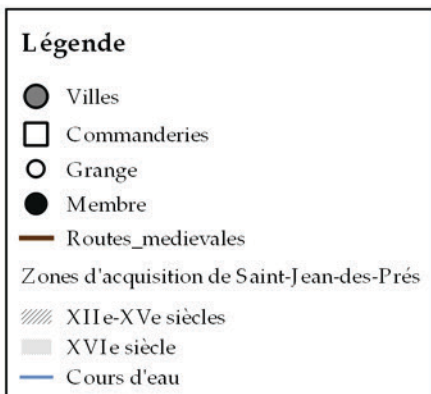 Légende
Villes
Commanderies
Grange
Membre
Routes_medievales
Zones d'acquisition de Saint-Jean-des-Prés
XIIe-XVe siècles
XVIe siècle
Cours d'eau